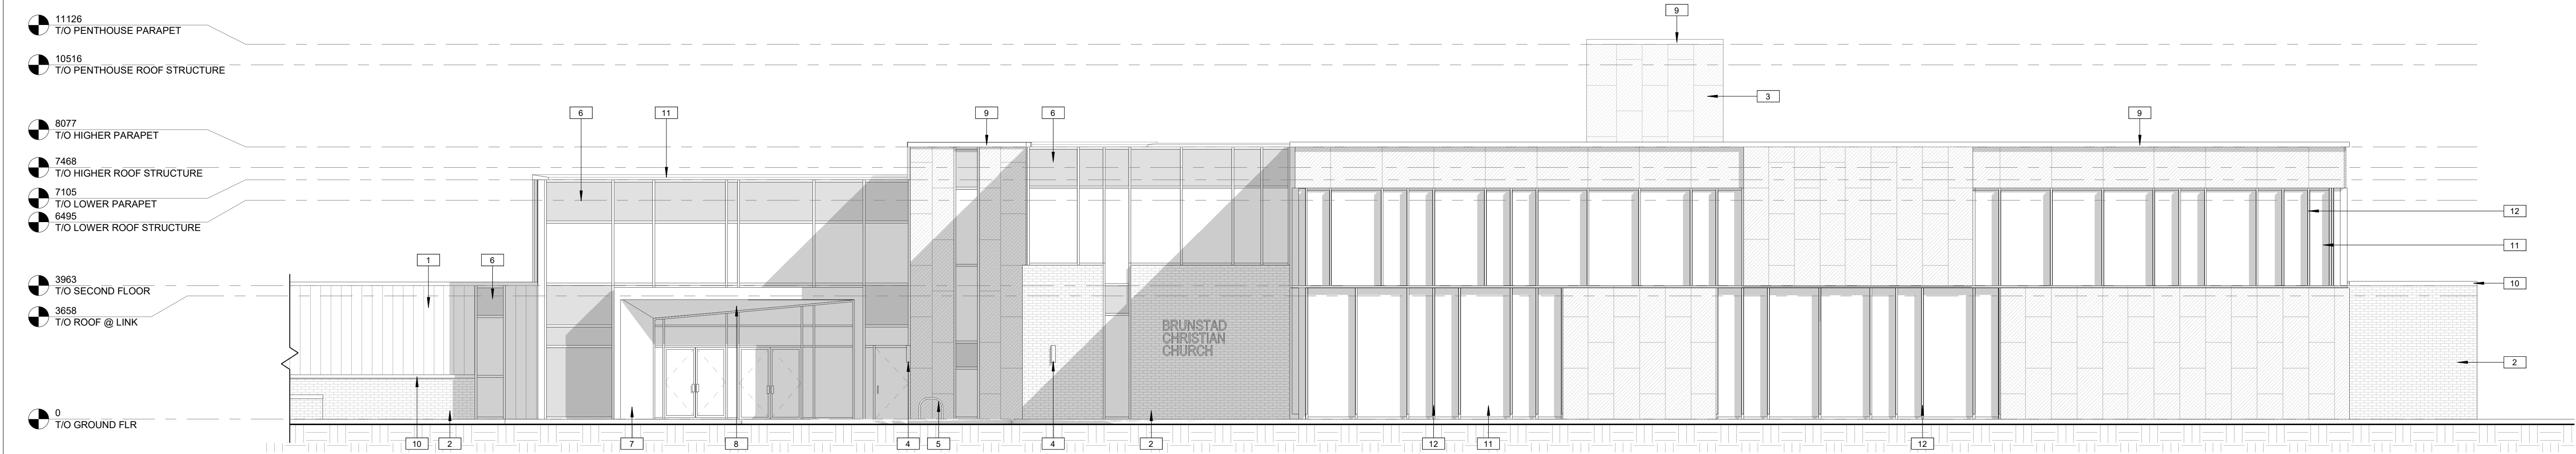 11126
T/O PENTHOUSE PARAPET
10516
T/O PENTHOUSE ROOF STRUCTURE
8077
T/O HIGHER PARAPET
7468
T/O HIGHER ROOF STRUCTURE
7105
T/O LOWER PARAPET
6495
T/O LOWER ROOF STRUCTURE
3963
T/O SECOND FLOOR
3658
T/O ROOF @ LINK
0
T/O GROUND FLR
9
3
6
11
9
6
9
12
11
1
6
10
BRUNSTAD
CHRISTIAN
CHURCH
2
10
2
7
8
4
5
4
2
12
11
12